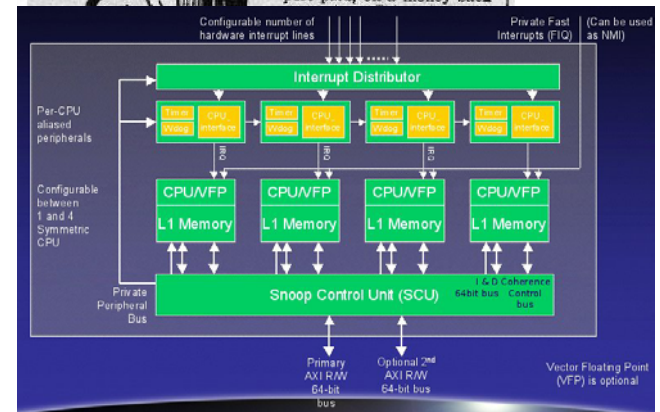 Configurable number of
hardware interrupt lines
Private Fast
Interrupts (FIQ)
(Can be used
as NMI)
Interrupt Distributor
Per-CPU
aliased
peripherals
Timer
Wdog
CPU
interface
Timer
Wdog
CPU
interface
Timer
Wdog
CPU
interface
Timer
Wdog
CPU
interface
IRQ
IRQ
IRQ
IRQ
Configurable
between
1 and 4
Symmetric
CPU
CPU/VFP
L1 Memory
CPU/VFP
L1 Memory
CPU/VFP
L1 Memory
CPU/VFP
L1 Memory
Private
Peripheral
Bus
Snoop Control Unit (SCU)
I & D
64bit bus
Coherence
Control
bus
Primary
AXI R/W
64-bit
bus
Optional 2nd
AXI R/W
64-bit bus
Vector Floating Point
(VFP) is optional